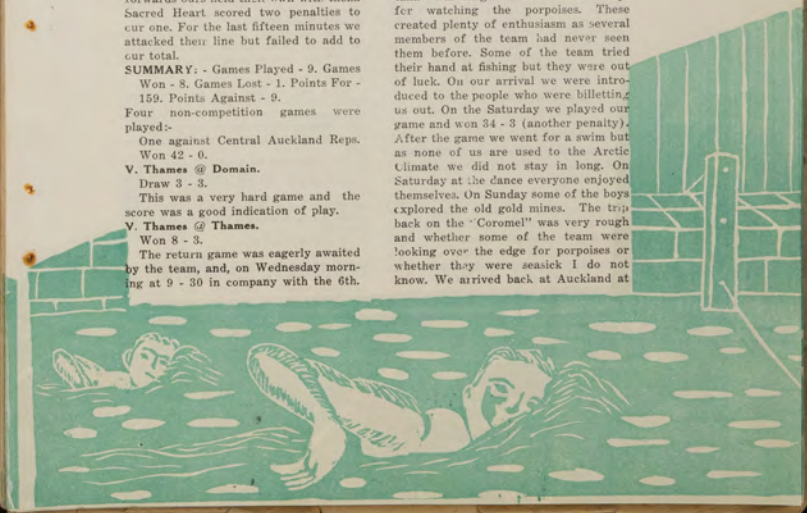 Sacred Heart scored two penalties to
our one. For the last fifteen minutes we
attacked their line but failed to add to
our total.
SUMMARY: - Games Played - 9. Games
Won - 8. Games Lost - 1. Points For -
159. Points Against - 9.
Four non-competition games were
played:-
One against Central Auckland Reps.
Won 42 - 0.
V. Thames @ Domain.
Draw 3 - 3.
This was a very hard game and the
score was a good indication of play.
V. Thames @ Thames.
Won 8 - 3.
The return game was eagerly awaited
by the team, and, on Wednesday morn-
ing at 9 - 30 in company with the 6th.
for watching the porpoises. These
created plenty of enthusiasm as several
members of the team had never seen
them before. Some of the team tried
their hand at fishing but they were out
of luck. On our arrival we were intro-
duced to the people who were billetting
us out. On the Saturday we played our
game and won 34 - 3 (another penalty).
After the game we went for a swim but
as none of us are used to the Arctic
Climate we did not stay in long. On
Saturday at the dance everyone enjoyed
themselves. On Sunday some of the boys
explored the old gold mines. The trip
back on the "Coromel" was very rough
and whether some of the team were
looking over the edge for porpoises or
whether they were seasick I do not
know. We arrived back at Auckland at